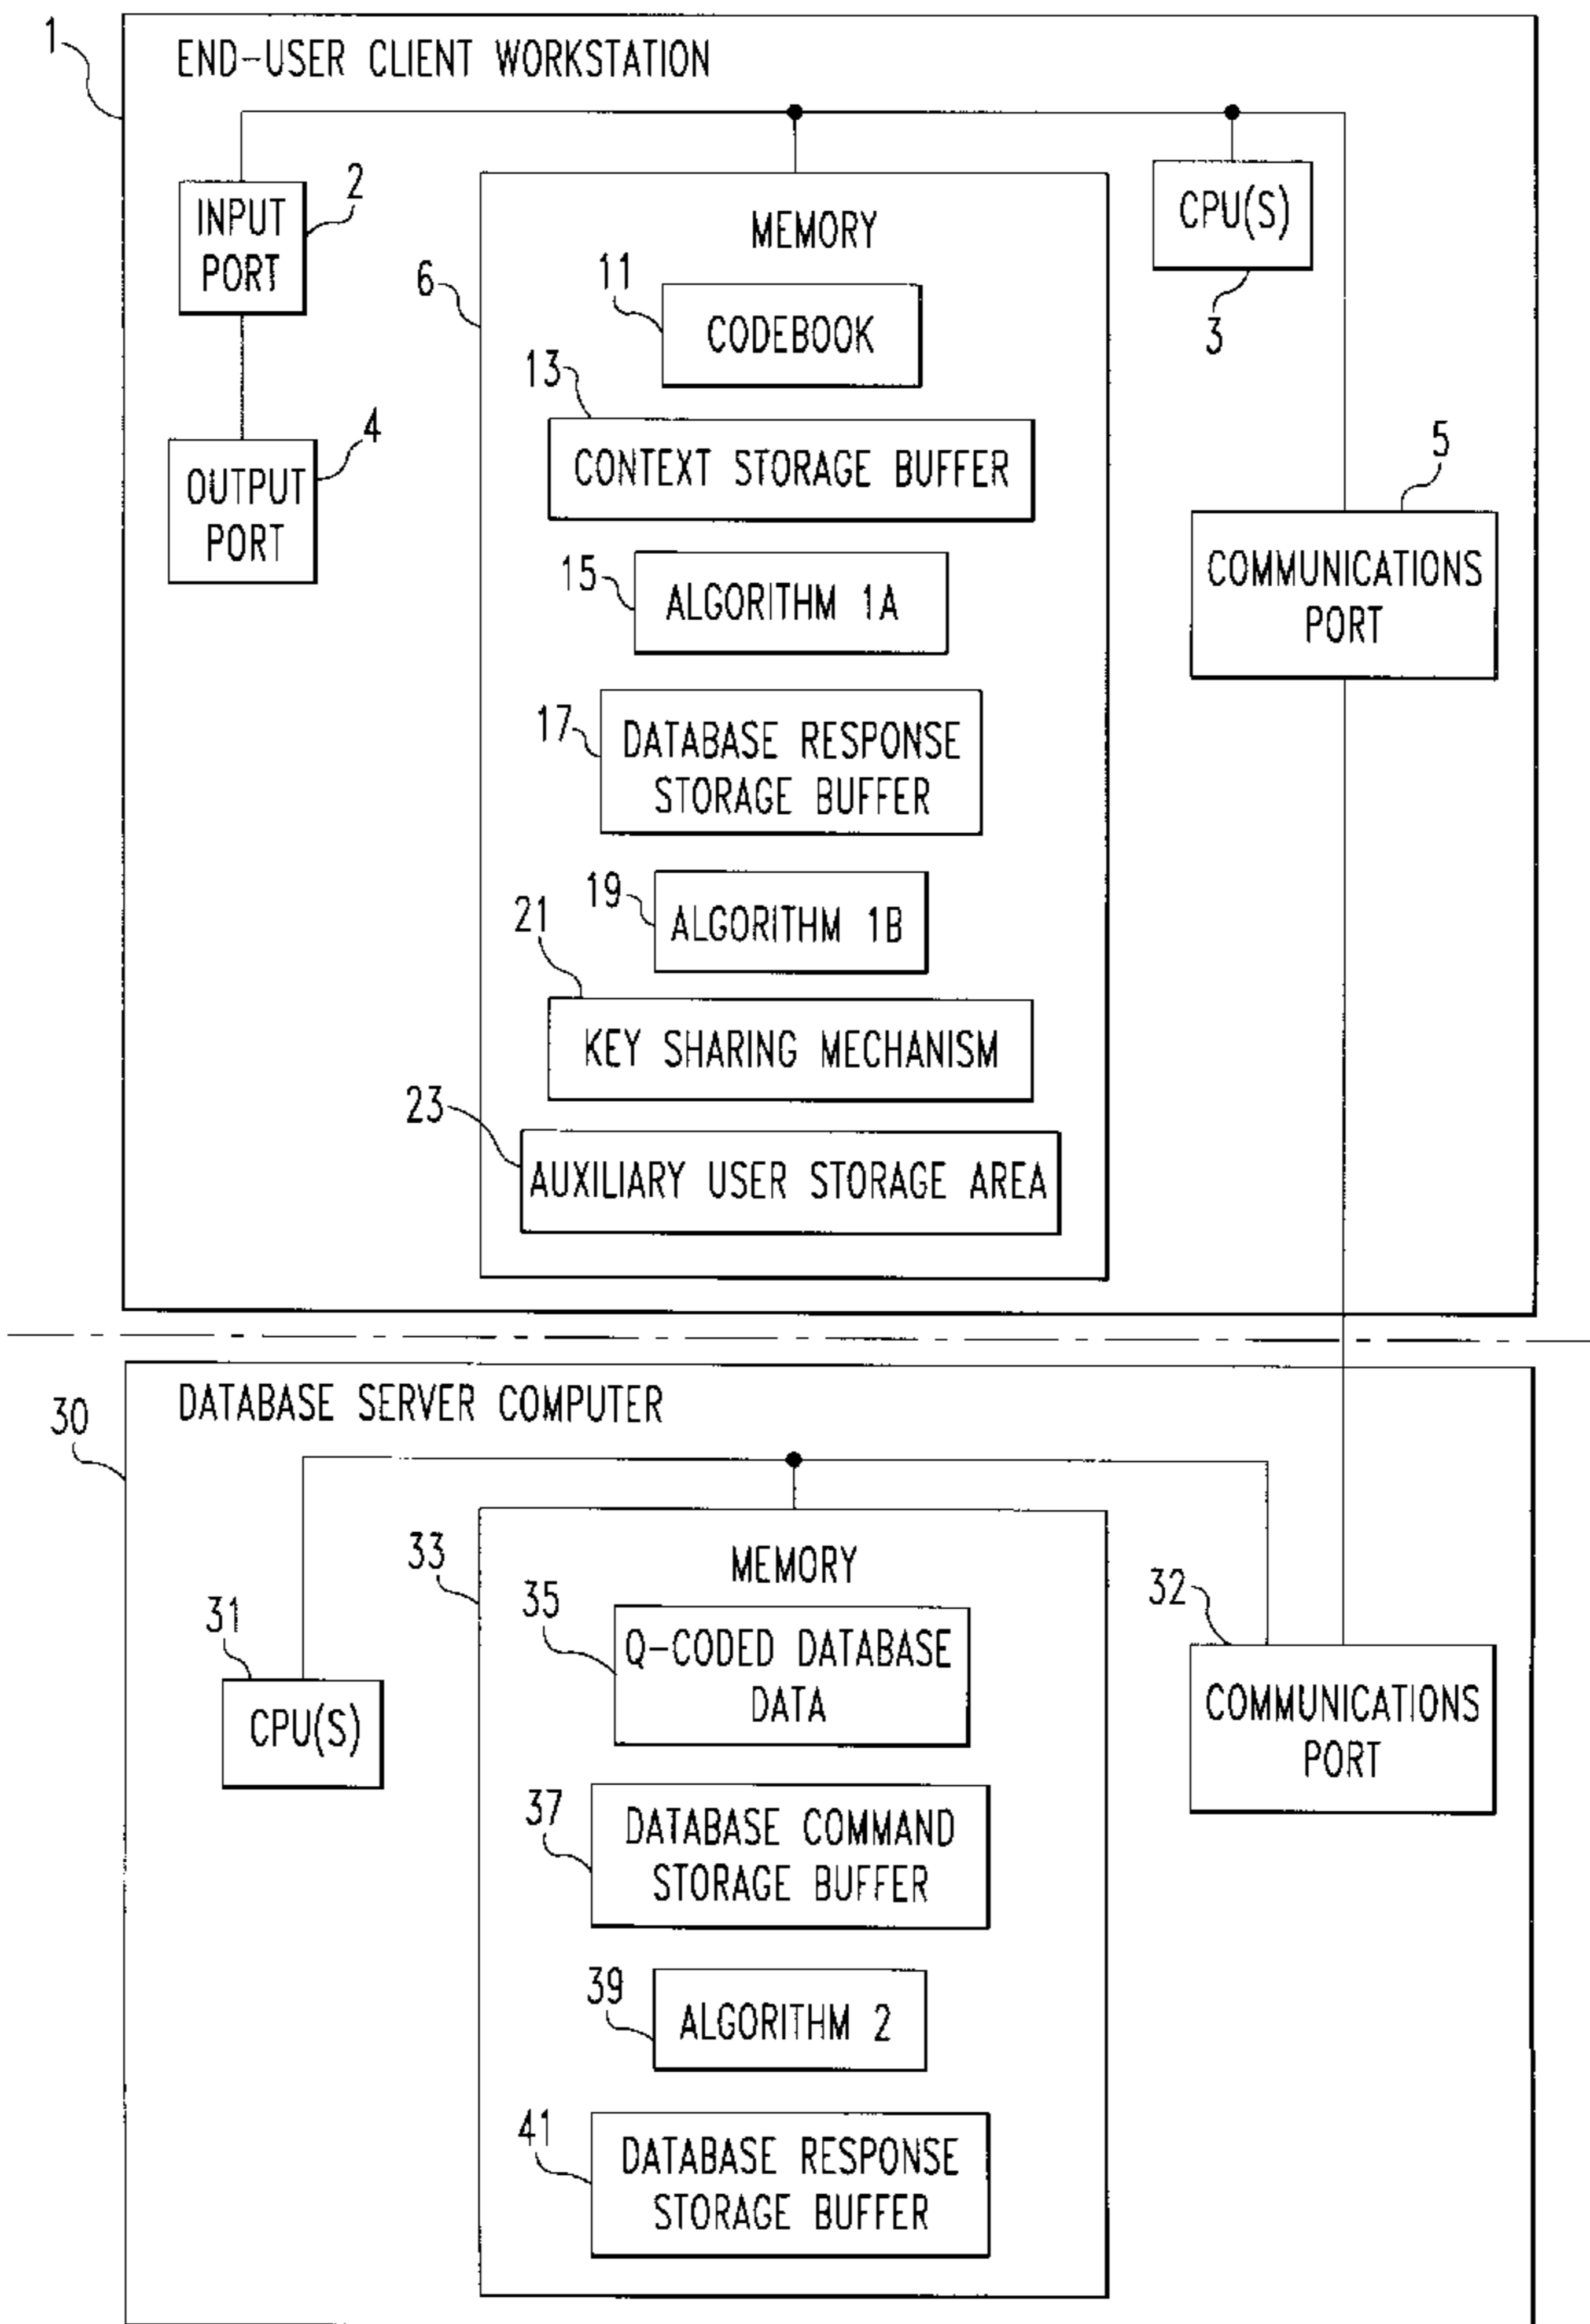 1
END-USER CLIENT WORKSTATION
INPUT
PORT
2
OUTPUT
PORT
4
6
MEMORY
11
CODEBOOK
13
CONTEXT STORAGE BUFFER
15
ALGORITHM 1A
17
DATABASE RESPONSE
STORAGE BUFFER
19
ALGORITHM 1B
21
KEY SHARING MECHANISM
23
AUXILIARY USER STORAGE AREA
CPU(S)
3
5
COMMUNICATIONS
PORT
30
DATABASE SERVER COMPUTER
31
CPU(S)
33
MEMORY
35
Q-CODED DATABASE
DATA
37
DATABASE COMMAND
STORAGE BUFFER
39
ALGORITHM 2
41
DATABASE RESPONSE
STORAGE BUFFER
32
COMMUNICATIONS
PORT